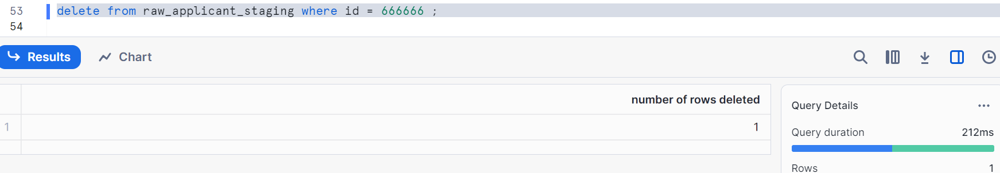 53 delete from raw_applicant_staging where id = 666666 ;
54
Results Chart
number of rows deleted
1 1
Query Details
Query duration 212ms
Rows 1